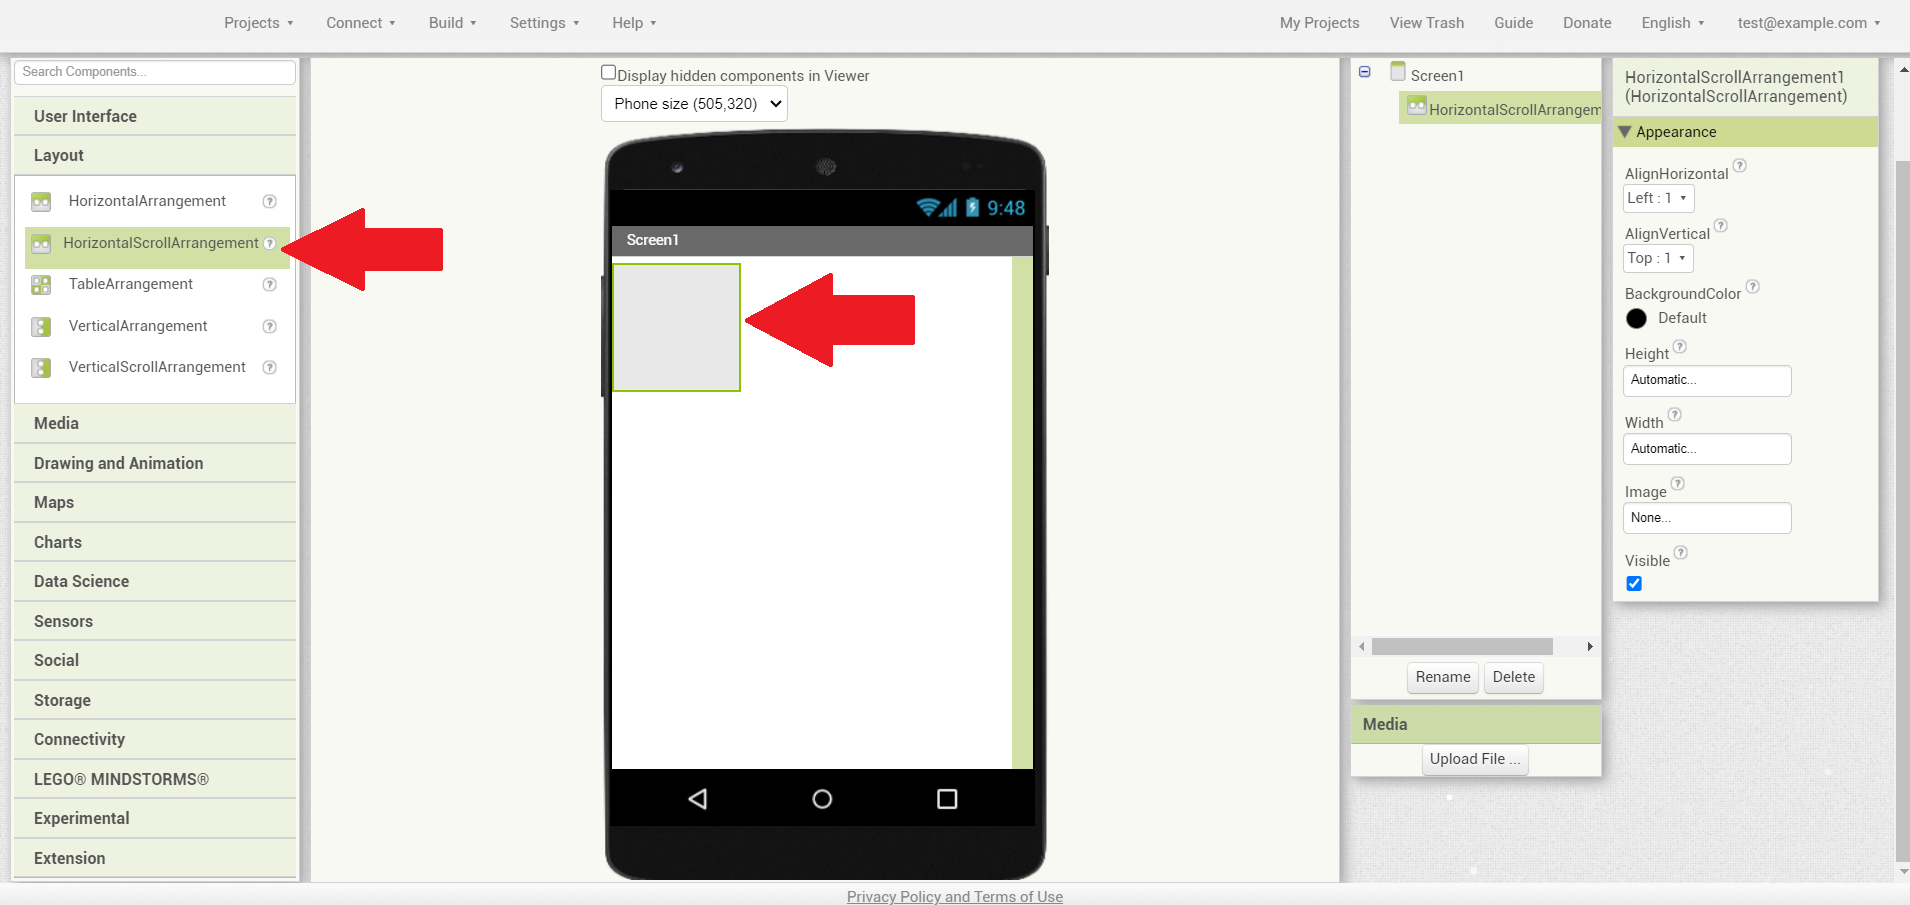 Projects
Connect
Build
Settings
Help
My Projects
View Trash
Guide
Donate
English
test@example.com
Search Components...
User Interface
Layout
HorizontalArrangement
HorizontalScrollArrangement
TableArrangement
VerticalArrangement
VerticalScrollArrangement
Media
Drawing and Animation
Maps
Charts
Data Science
Sensors
Social
Storage
Connectivity
LEGO® MINDSTORMS®
Experimental
Extension
Display hidden components in Viewer
Phone size (505,320)
9:48
Screen1
Screen1
HorizontalScrollArrangem
Rename
Delete
Media
Upload File ...
HorizontalScrollArrangement1
(HorizontalScrollArrangement)
Appearance
AlignHorizontal ?
Left : 1
AlignVertical ?
Top : 1
BackgroundColor ?
Default
Height ?
Automatic...
Width ?
Automatic...
Image ?
None...
Visible ?
Privacy Policy and Terms of Use